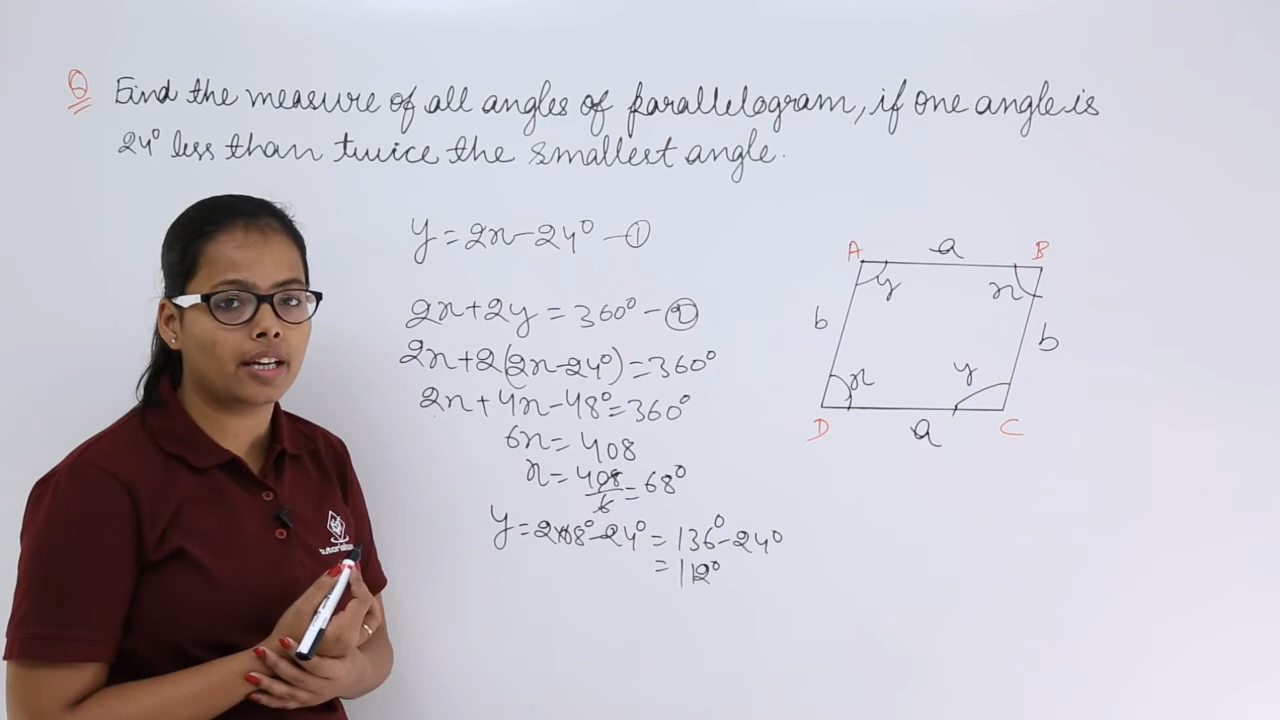 Q Find the measure of all angles of parallelogram, if one angle is
24° less than twice the smallest angle.
y = 2x - 24° - ①
2x + 2y = 360° - ②
2x + 2(2x - 24°) = 360°
2x + 4x - 48° = 360°
6x = 408
x = 408/6 = 68°
y = 2×68° - 24° = 136° - 24°
= 112°
A a B
y x
b b
x y
D a C